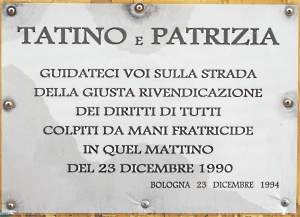 TATINO E PATRIZIA
GUIDATECI VOI SULLA STRADA
DELLA GIUSTA RIVENDICAZIONE
DEI DIRITTI DI TUTTI
COLPITI DA MANI FRATRICIDE
IN QUEL MATTINO
DEL 23 DICEMBRE 1990
BOLOGNA 23 DICEMBRE 1994